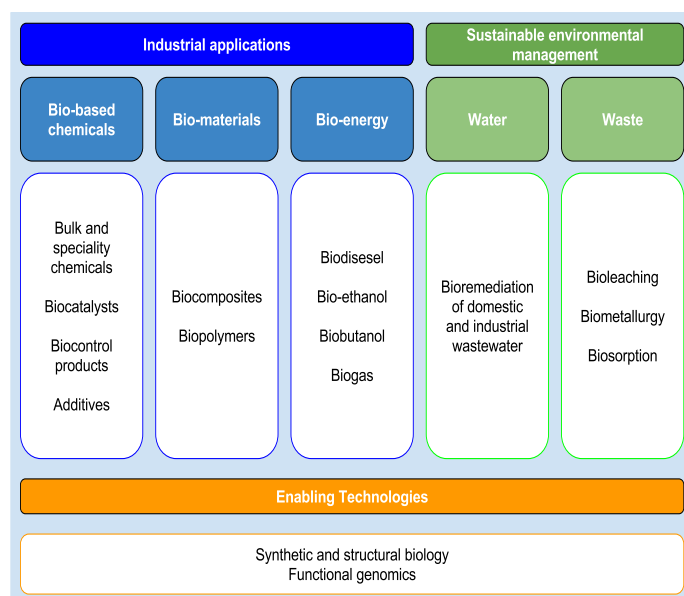 Industrial applications
Sustainable environmental
management
Bio-based
chemicals
Bio-materials
Bio-energy
Water
Waste
Bulk and
speciality
chemicals
Biocatalysts
Biocontrol
products
Additives
Biocomposites
Biopolymers
Biodisesel
Bio-ethanol
Biobutanol
Biogas
Bioremediation
of domestic
and industrial
wastewater
Bioleaching
Biometallurgy
Biosorption
Enabling Technologies
Synthetic and structural biology
Functional genomics